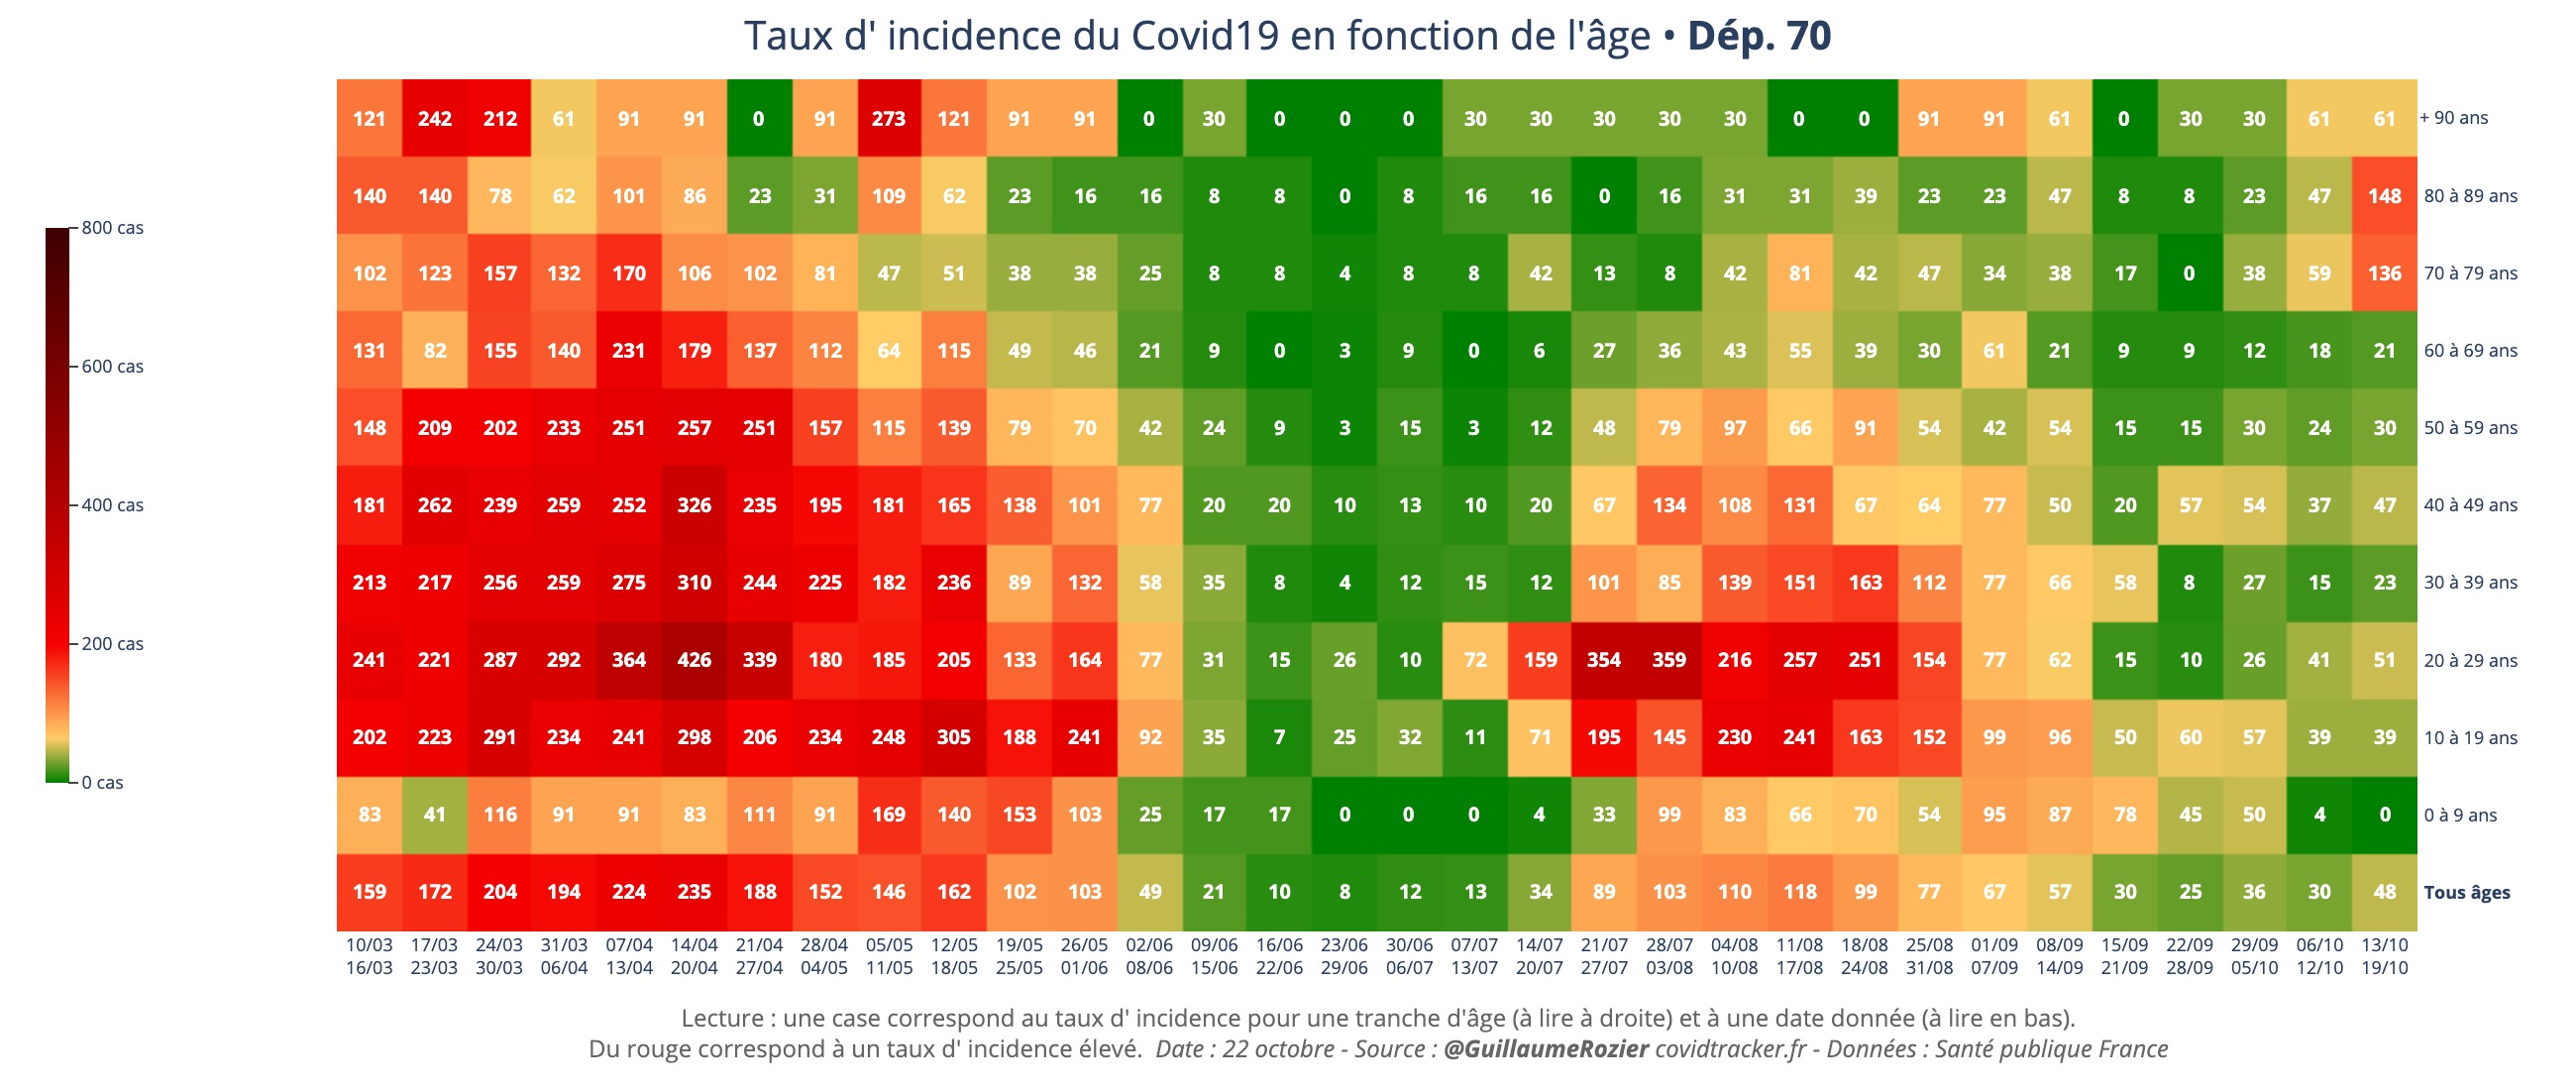 Taux d' incidence du Covid19 en fonction de l'âge • Dép. 70
121 242 212 61 91 91 0 91 273 121 91 91 0 30 0 0 0 30 30 30 30 30 0 0 91 91 61 0 30 30 61 61 + 90 ans
140 140 78 62 101 86 23 31 109 62 23 16 16 8 8 0 8 16 16 0 16 31 31 39 23 23 47 8 8 23 47 148 80 à 89 ans
102 123 157 132 170 106 102 81 47 51 38 38 25 8 8 4 8 8 42 13 8 42 81 42 47 34 38 17 0 38 59 136 70 à 79 ans
131 82 155 140 231 179 137 112 64 115 49 46 21 9 0 3 9 0 6 27 36 43 55 39 30 61 21 9 9 12 18 21 60 à 69 ans
148 209 202 233 251 257 251 157 115 139 79 70 42 24 9 3 15 3 12 48 79 97 66 91 54 42 54 15 15 30 24 30 50 à 59 ans
181 262 239 259 252 326 235 195 181 165 138 101 77 20 20 10 13 10 20 67 134 108 131 67 64 77 50 20 57 54 37 47 40 à 49 ans
213 217 256 259 275 310 244 225 182 236 89 132 58 35 8 4 12 15 12 101 85 139 151 163 112 77 66 58 8 27 15 23 30 à 39 ans
241 221 287 292 364 426 339 180 185 205 133 164 77 31 15 26 10 72 159 354 359 216 257 251 154 77 62 15 10 26 41 51 20 à 29 ans
202 223 291 234 241 298 206 234 248 305 188 241 92 35 7 25 32 11 71 195 145 230 241 163 152 99 96 50 60 57 39 39 10 à 19 ans
83 41 116 91 91 83 111 91 169 140 153 103 25 17 17 0 0 0 4 33 99 83 66 70 54 95 87 78 45 50 4 0 0 à 9 ans
159 172 204 194 224 235 188 152 146 162 102 103 49 21 10 8 12 13 34 89 103 110 118 99 77 67 57 30 25 36 30 48 Tous âges
10/03 17/03 24/03 31/03 07/04 14/04 21/04 28/04 05/05 12/05 19/05 26/05 02/06 09/06 16/06 23/06 30/06 07/07 14/07 21/07 28/07 04/08 11/08 18/08 25/08 01/09 08/09 15/09 22/09 29/09 06/10 13/10
16/03 23/03 30/03 06/04 13/04 20/04 27/04 04/05 11/05 18/05 25/05 01/06 08/06 15/06 22/06 29/06 06/07 13/07 20/07 27/07 03/08 10/08 17/08 24/08 31/08 07/09 14/09 21/09 28/09 05/10 12/10 19/10
800 cas
600 cas
400 cas
200 cas
0 cas
Lecture : une case correspond au taux d' incidence pour une tranche d'âge (à lire à droite) et à une date donnée (à lire en bas).
Du rouge correspond à un taux d' incidence élevé. Date : 22 octobre - Source : @GuillaumeRozier covidtracker.fr - Données : Santé publique France